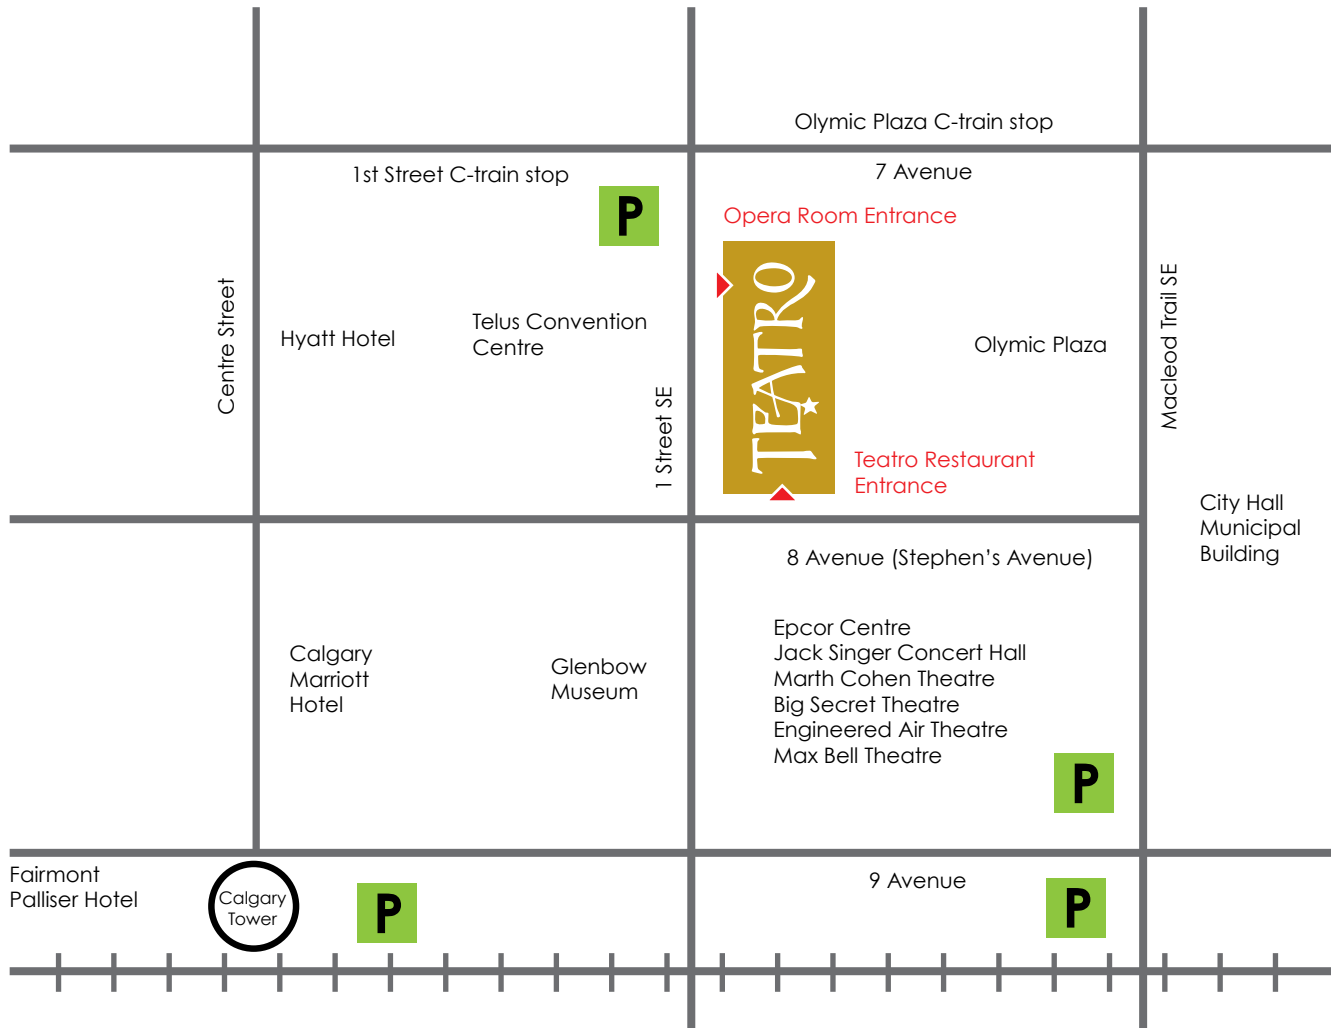 Olymic Plaza C-train stop
1st Street C-train stop
7 Avenue
P
Opera Room Entrance
Centre Street
Hyatt Hotel
Telus Convention
Centre
1 Street SE
TEATRO
Olymic Plaza
Macleod Trail SE
Teatro Restaurant
Entrance
City Hall
Municipal
Building
8 Avenue (Stephen's Avenue)
Calgary
Marriott
Hotel
Glenbow
Museum
Epcor Centre
Jack Singer Concert Hall
Marth Cohen Theatre
Big Secret Theatre
Engineered Air Theatre
Max Bell Theatre
P
Fairmont
Palliser Hotel
Calgary
Tower
P
9 Avenue
P